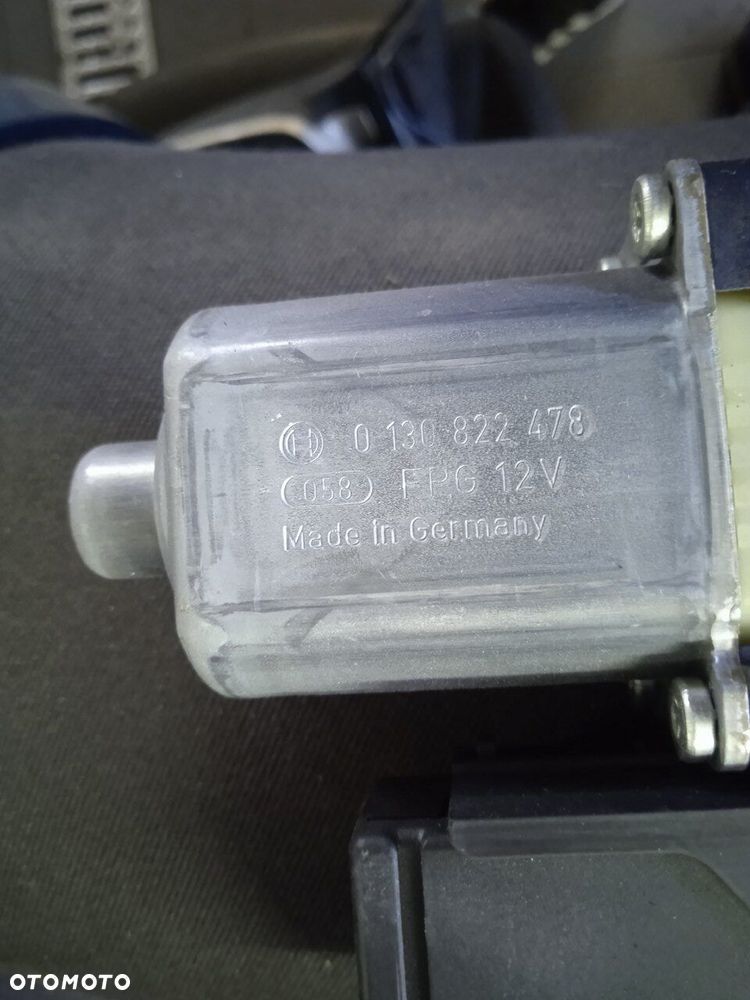 0 130 822 478
058 FPG 12V
Made in Germany
OTOMOTO